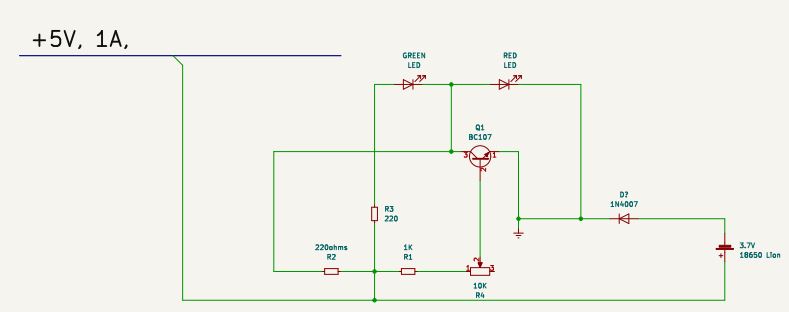 +5V, 1A,
GREEN
LED
RED
LED
Q1
BC107
3
1
2
R3
220
D?
1N4007
220ohms
R2
1K
R1
2
1
3
10K
R4
3.7V
18650 Lion
+